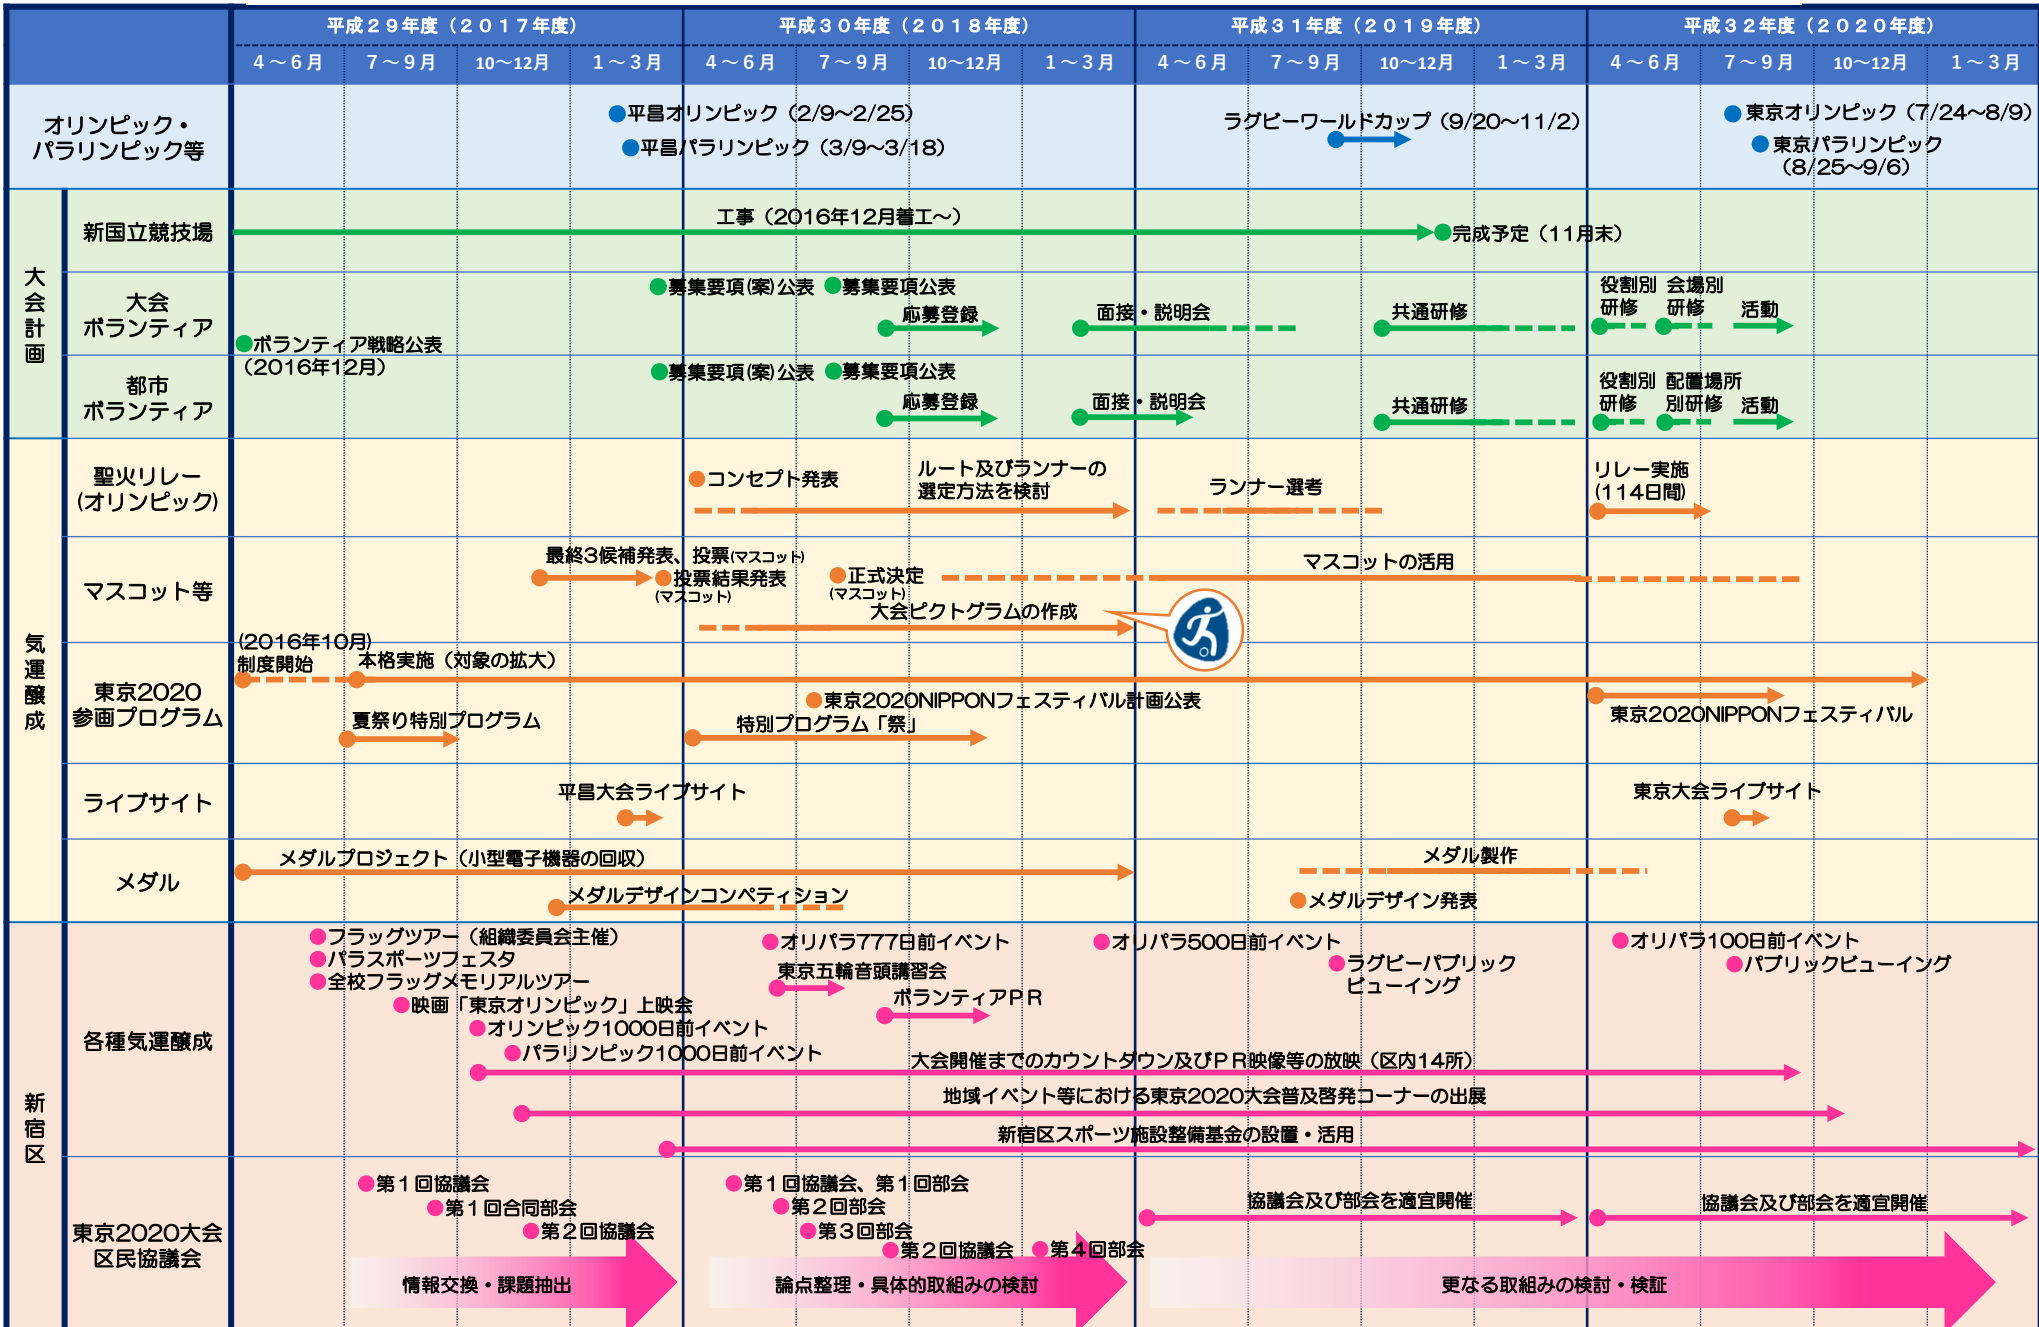 平成２９年度（２０１７年度） 平成３０年度（２０１８年度） 平成３１年度（２０１９年度） 平成３２年度（２０２０年度）
４～６月 ７～９月 10～12月 １～３月 ４～６月 ７～９月 10～12月 １～３月 ４～６月 ７～９月 10～12月 １～３月 ４～６月 ７～９月 10～12月 １～３月
オリンピック・
パラリンピック等
平昌オリンピック（2/9～2/25）
平昌パラリンピック（3/9～3/18）
ラグビーワールドカップ（9/20～11/2）
東京オリンピック（7/24～8/9）
東京パラリンピック
（8/25～9/6）
大会計画
新国立競技場
工事（2016年12月着工～）
完成予定（11月末）
大会
ボランティア
ボランティア戦略公表
（2016年12月）
募集要項(案)公表
募集要項公表
応募登録
面接・説明会
共通研修
役割別
研修
会場別
研修
活動
都市
ボランティア
募集要項(案)公表
募集要項公表
応募登録
面接・説明会
共通研修
役割別
研修
配置場所
別研修
活動
気運醸成
聖火リレー
(オリンピック)
コンセプト発表
ルート及びランナーの
選定方法を検討
ランナー選考
リレー実施
(114日間)
マスコット等
最終3候補発表、投票(マスコット)
投票結果発表
(マスコット)
正式決定
(マスコット)
マスコットの活用
大会ピクトグラムの作成
東京2020
参画プログラム
(2016年10月)
制度開始
本格実施（対象の拡大）
東京2020NIPPONフェスティバル計画公表
東京2020NIPPONフェスティバル
夏祭り特別プログラム
特別プログラム「祭」
ライブサイト
平昌大会ライブサイト
東京大会ライブサイト
メダル
メダルプロジェクト（小型電子機器の回収）
メダルデザインコンペティション
メダル製作
メダルデザイン発表
新宿区
各種気運醸成
フラッグツアー（組織委員会主催）
パラスポーツフェスタ
全校フラッグメモリアルツアー
映画「東京オリンピック」上映会
オリンピック1000日前イベント
パラリンピック1000日前イベント
オリパラ777日前イベント
東京五輪音頭講習会
ボランティアＰＲ
オリパラ500日前イベント
ラグビーパブリック
ビューイング
オリパラ100日前イベント
パブリックビューイング
大会開催までのカウントダウン及びＰＲ映像等の放映（区内14所）
地域イベント等における東京2020大会普及啓発コーナーの出展
新宿区スポーツ施設整備基金の設置・活用
東京2020大会
区民協議会
第１回協議会
第１回合同部会
第２回協議会
第１回協議会、第１回部会
第２回部会
第３回部会
第２回協議会
第４回部会
協議会及び部会を適宜開催
協議会及び部会を適宜開催
情報交換・課題抽出
論点整理・具体的取組みの検討
更なる取組みの検討・検証